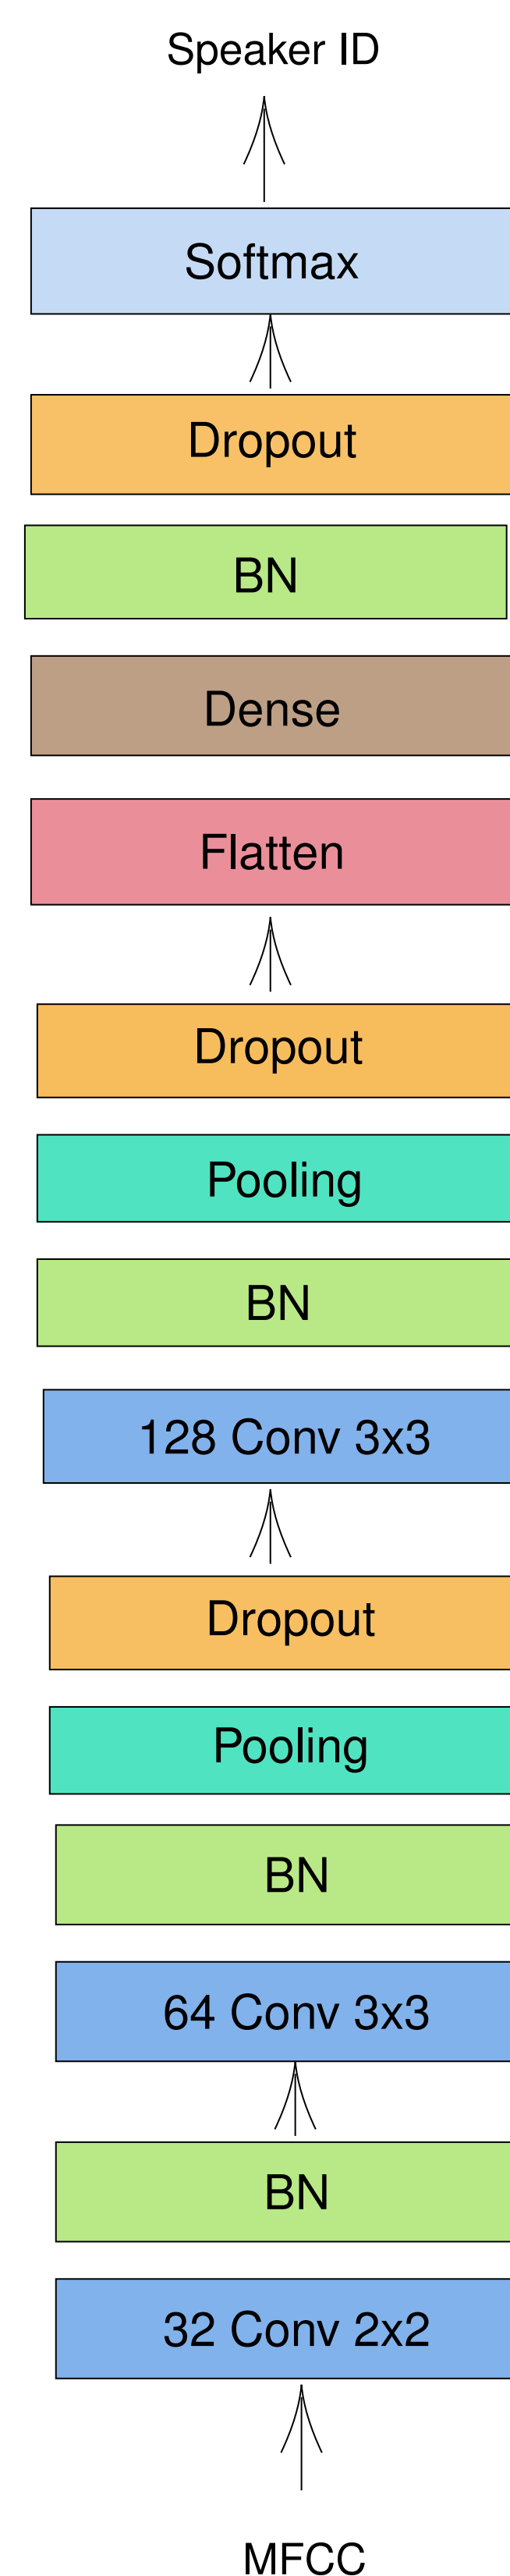 Speaker ID
Softmax
Dropout
BN
Dense
Flatten
Dropout
Pooling
BN
128 Conv 3x3
Dropout
Pooling
BN
64 Conv 3x3
BN
32 Conv 2x2
MFCC